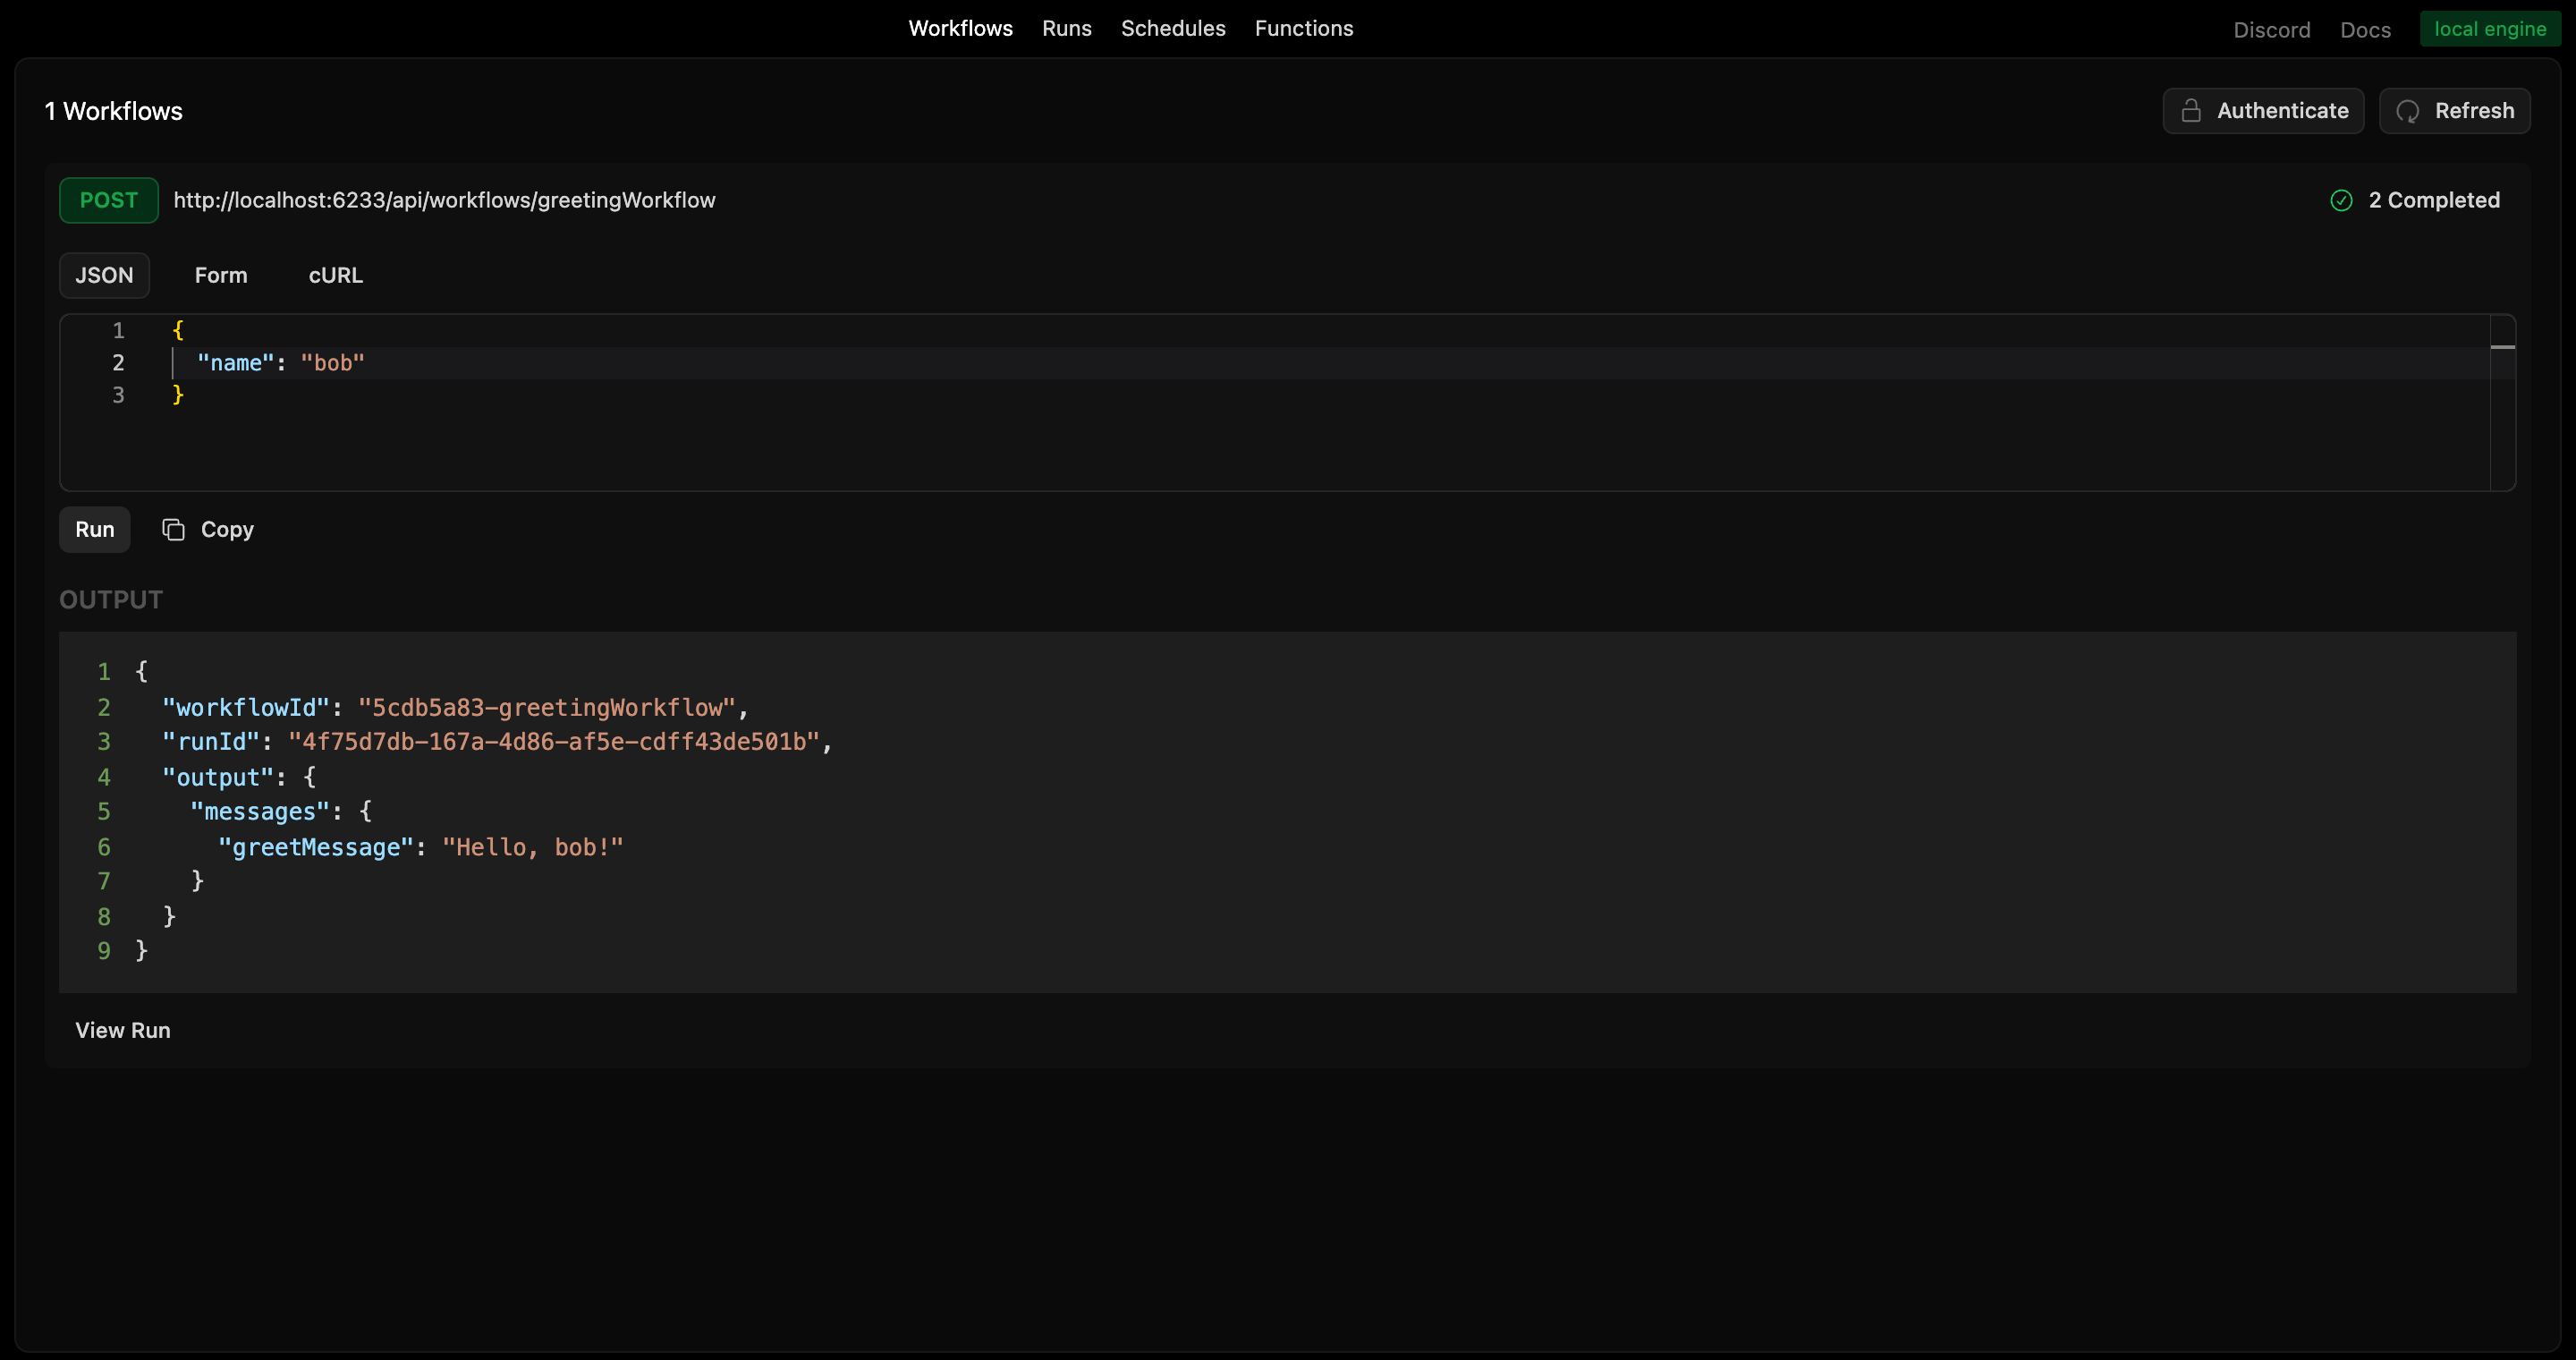 Workflows Runs Schedules Functions Discord Docs local engine
1 Workflows Authenticate Refresh
POST http://localhost:6233/api/workflows/greetingWorkflow 2 Completed
JSON Form cURL
1 {
2 "name": "bob"
3 }
Run Copy
OUTPUT
1 {
2 "workflowId": "5cdb5a83-greetingWorkflow",
3 "runId": "4f75d7db-167a-4d86-af5e-cdff43de501b",
4 "output": {
5 "messages": {
6 "greetMessage": "Hello, bob!"
7 }
8 }
9 }
View Run